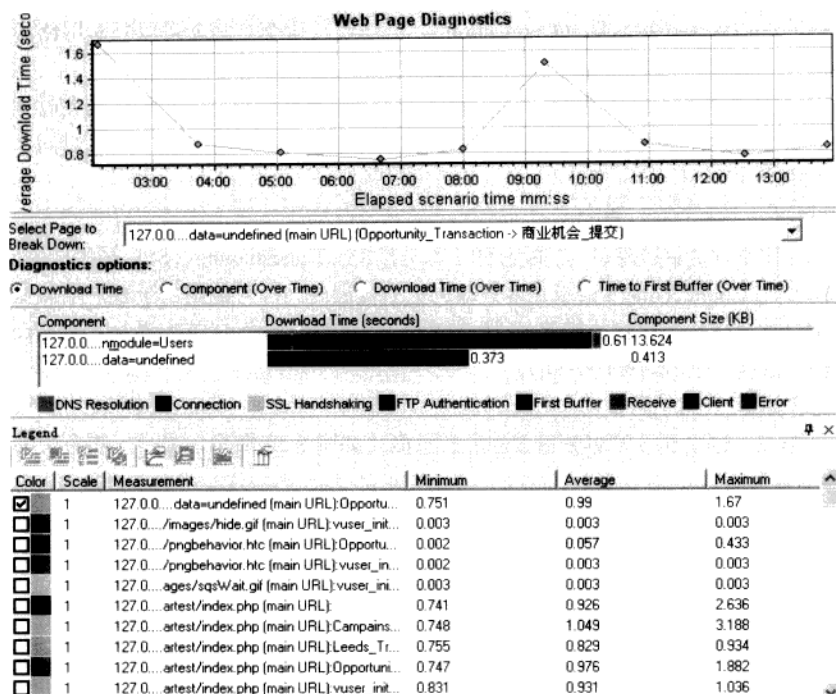 Web Page Diagnostics
verage Download Time (seco
1.6
1.4
1.2
1
0.8
03:00 04:00 05:00 06:00 07:00 08:00 09:00 10:00 11:00 12:00 13:00
Elapsed scenario time mm:ss
Select Page to Break Down:
127.0.0....data=undefined (main URL) (Opportunity_Transaction -> 商业机会_提交)
Diagnostics options:
Download Time Component (Over Time) Download Time (Over Time) Time to First Buffer (Over Time)
Component Download Time (seconds) Component Size (KB)
127.0.0....nmodule=Users 0.61 13.624
127.0.0....data=undefined 0.373 0.413
DNS Resolution Connection SSL Handshaking FTP Authentication First Buffer Receive Client Error
Legend
Color Scale Measurement Minimum Average Maximum
1 127.0.0....data=undefined (main URL):Opportu... 0.751 0.99 1.67
1 127.0..../images/hide.gif (main URL):vuser_init... 0.003 0.003 0.003
1 127.0..../pngbehavior.htc (main URL):Opportu... 0.002 0.057 0.433
1 127.0..../pngbehavior.htc (main URL):vuser_in... 0.002 0.003 0.003
1 127.0....ages/sqsWait.gif (main URL):vuser_ini... 0.003 0.003 0.003
1 127.0....artest/index.php (main URL): 0.741 0.926 2.636
1 127.0....artest/index.php (main URL):Campains... 0.748 1.049 3.188
1 127.0....artest/index.php (main URL):Leeds_Tr... 0.755 0.829 0.934
1 127.0....artest/index.php (main URL):Opportuni... 0.747 0.976 1.882
1 127.0....artest/index.php (main URL):vuser_init... 0.831 0.931 1.036